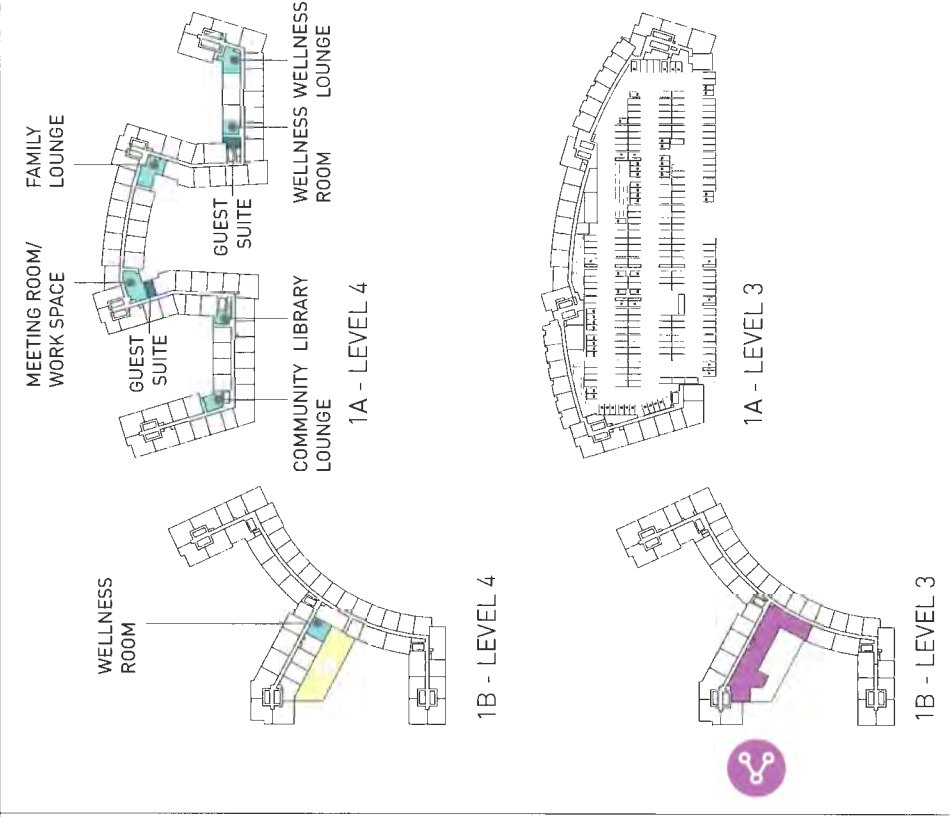 FAMILY
LOUNGE
MEETING ROOM/
WORK SPACE
GUEST
SUITE
WELLNESS
ROOM
WELLNESS
LOUNGE
GUEST
SUITE
COMMUNITY
LOUNGE
LIBRARY
1A - LEVEL 4
WELLNESS
ROOM
1B - LEVEL 4
1A - LEVEL 3
1B - LEVEL 3